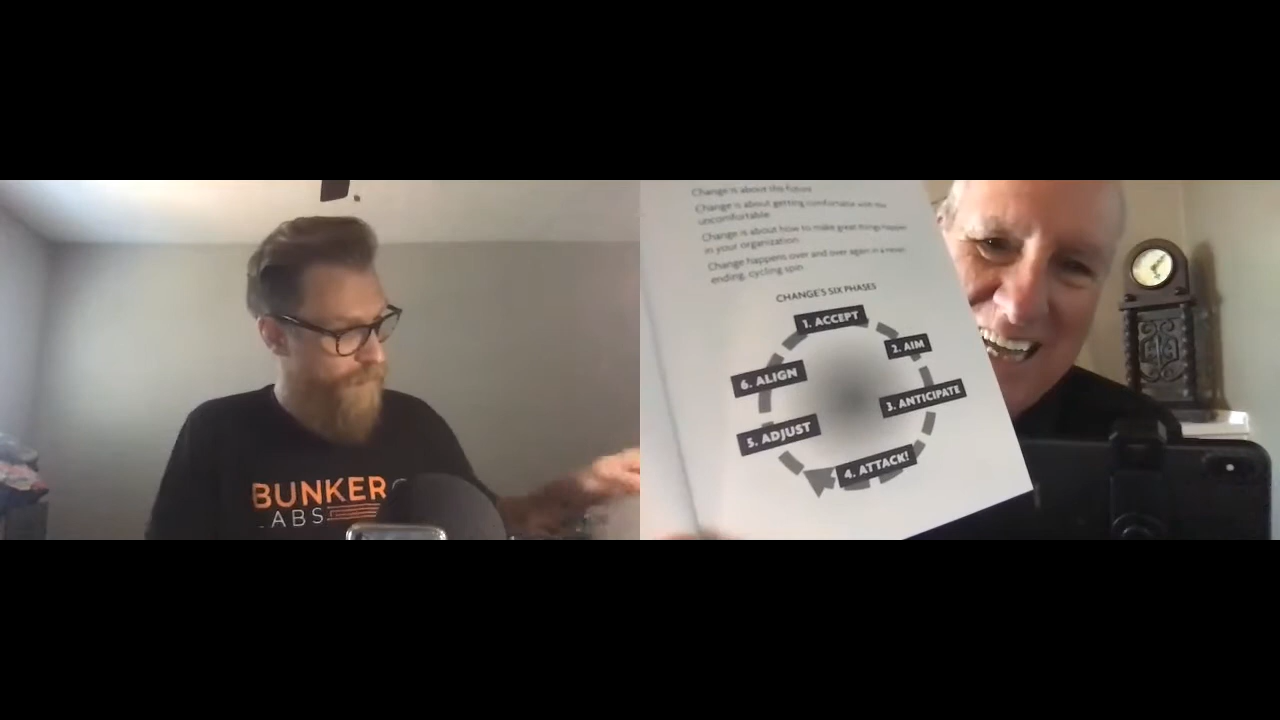 BUNKER
LABS
Change is about the future
Change is about getting comfortable with the
uncomfortable.
Change is about how to make great things happen
in your organization.
Change happens over and over again in a never-
ending, cycling spin.
CHANGE'S SIX PHASES
1. ACCEPT
2. AIM
3. ANTICIPATE
4. ATTACK!
5. ADJUST
6. ALIGN